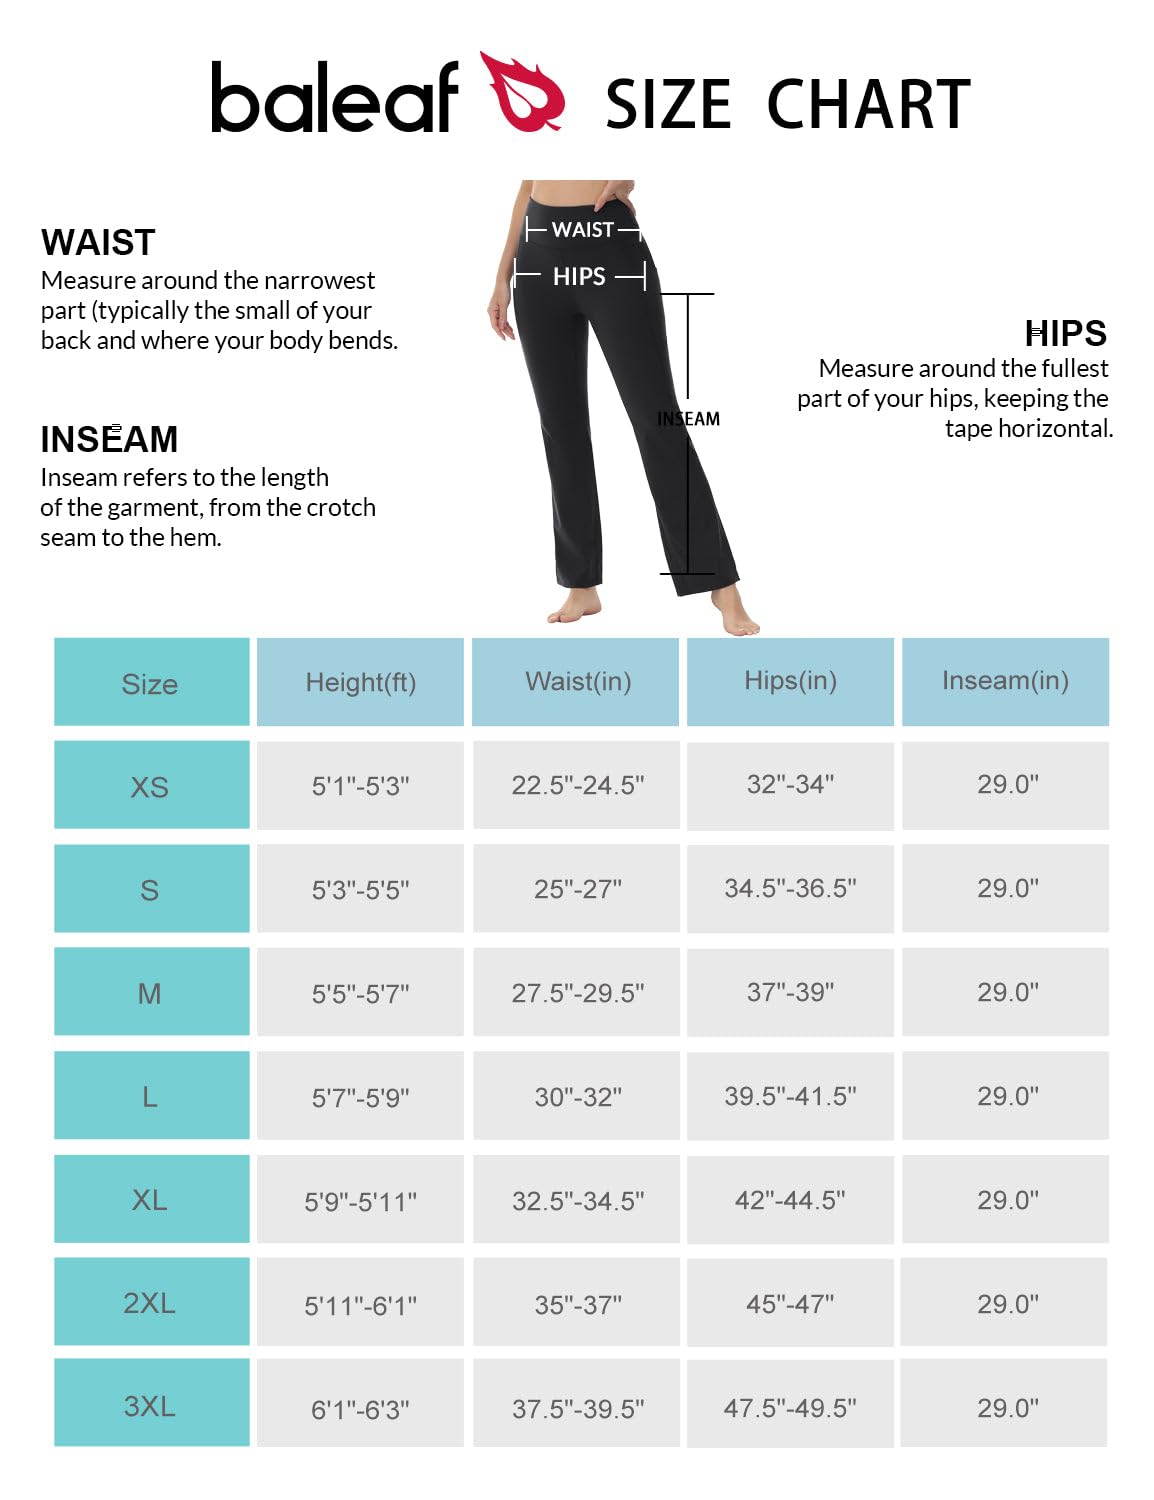 baleaf SIZE CHART
WAIST
Measure around the narrowest
part (typically the small of your
back and where your body bends.
WAIST
HIPS
INSEAM
HIPS
Measure around the fullest
part of your hips, keeping the
tape horizontal.
INSEAM
Inseam refers to the length
of the garment, from the crotch
seam to the hem.
Size Height(ft) Waist(in) Hips(in) Inseam(in)
XS 5'1"-5'3" 22.5"-24.5" 32"-34" 29.0"
S 5'3"-5'5" 25"-27" 34.5"-36.5" 29.0"
M 5'5"-5'7" 27.5"-29.5" 37"-39" 29.0"
L 5'7"-5'9" 30"-32" 39.5"-41.5" 29.0"
XL 5'9"-5'11" 32.5"-34.5" 42"-44.5" 29.0"
2XL 5'11"-6'1" 35"-37" 45"-47" 29.0"
3XL 6'1"-6'3" 37.5"-39.5" 47.5"-49.5" 29.0"